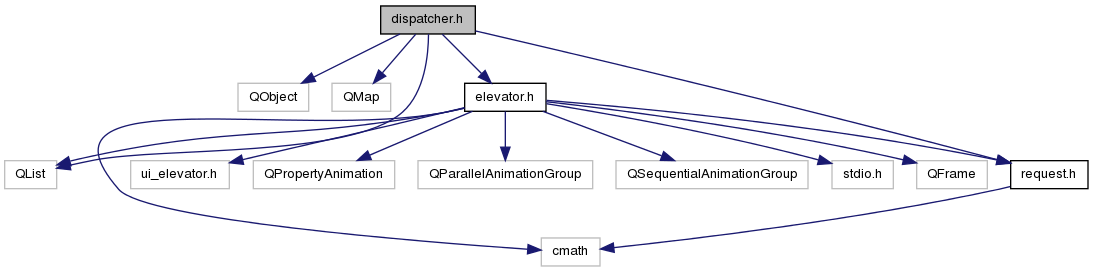 dispatcher.h
QObject
QMap
elevator.h
QList
ui_elevator.h
QPropertyAnimation
QParallelAnimationGroup
QSequentialAnimationGroup
stdio.h
QFrame
request.h
cmath